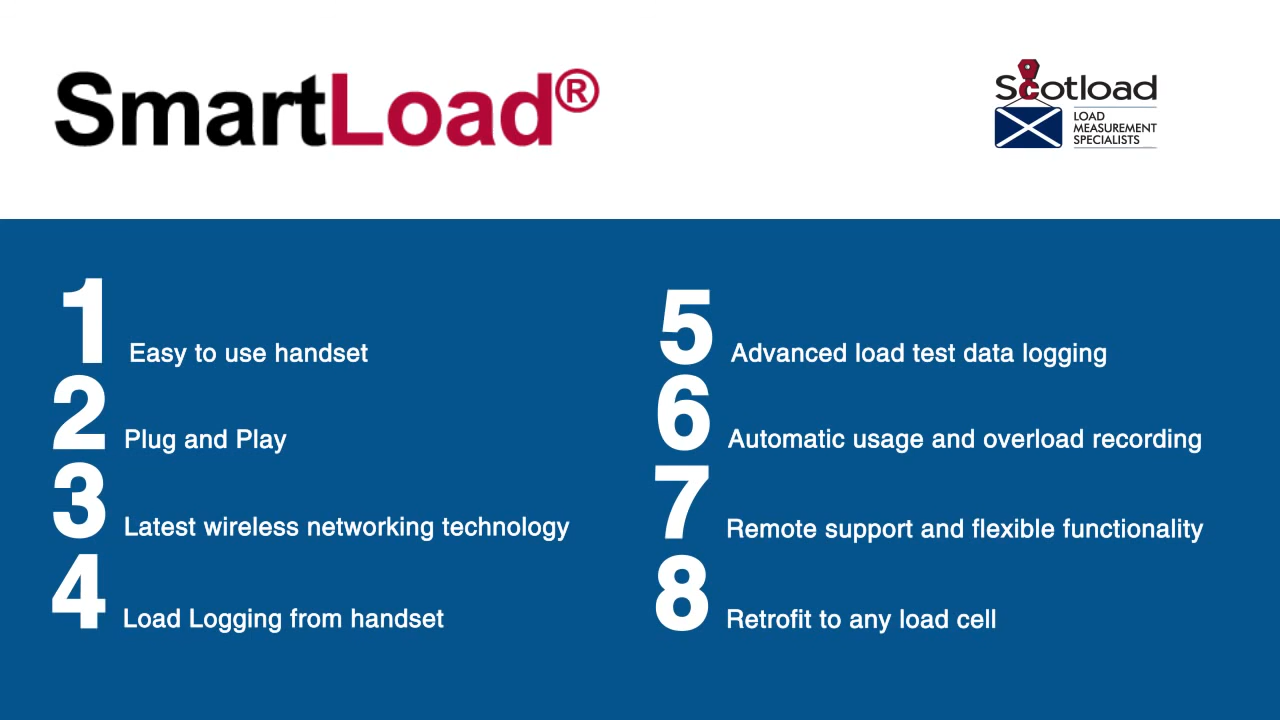 SmartLoad®
Scotload
LOAD
MEASUREMENT
SPECIALISTS
1 Easy to use handset
2 Plug and Play
3 Latest wireless networking technology
4 Load Logging from handset
5 Advanced load test data logging
6 Automatic usage and overload recording
7 Remote support and flexible functionality
8 Retrofit to any load cell